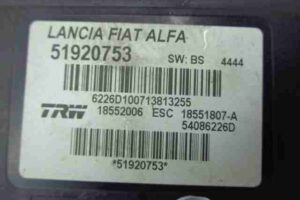 LANCIA FIAT ALFA
51920753 SW: BS 4444
6226D100713813255
TRW 18552006 ESC 18551807-A
54086226D
*51920753*